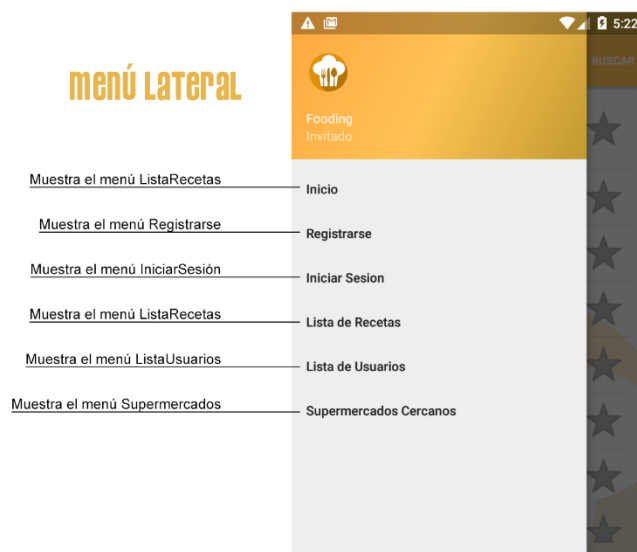 5:22
BUSCAR
menú lateral
Fooding
Invitado
Muestra el menú ListaRecetas
Inicio
Muestra el menú Registrarse
Registrarse
Muestra el menú IniciarSesión
Iniciar Sesion
Muestra el menú ListaRecetas
Lista de Recetas
Muestra el menú ListaUsuarios
Lista de Usuarios
Muestra el menú Supermercados
Supermercados Cercanos